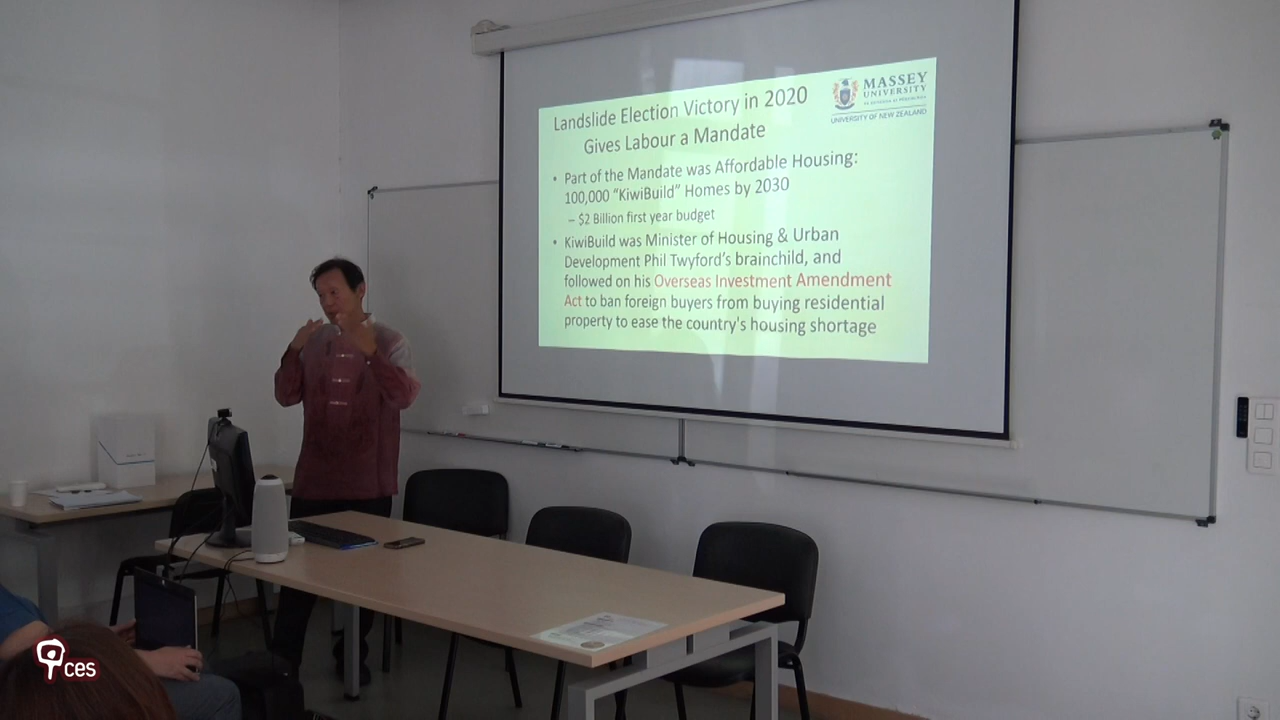 Landslide Election Victory in 2020
Gives Labour a Mandate
MASSEY
UNIVERSITY
UNIVERSITY OF NEW ZEALAND
• Part of the Mandate was Affordable Housing:
100,000 “KiwiBuild” Homes by 2030
– $2 Billion first year budget
• KiwiBuild was Minister of Housing & Urban
Development Phil Twyford’s brainchild, and
followed on his Overseas Investment Amendment
Act to ban foreign buyers from buying residential
property to ease the country's housing shortage
ces